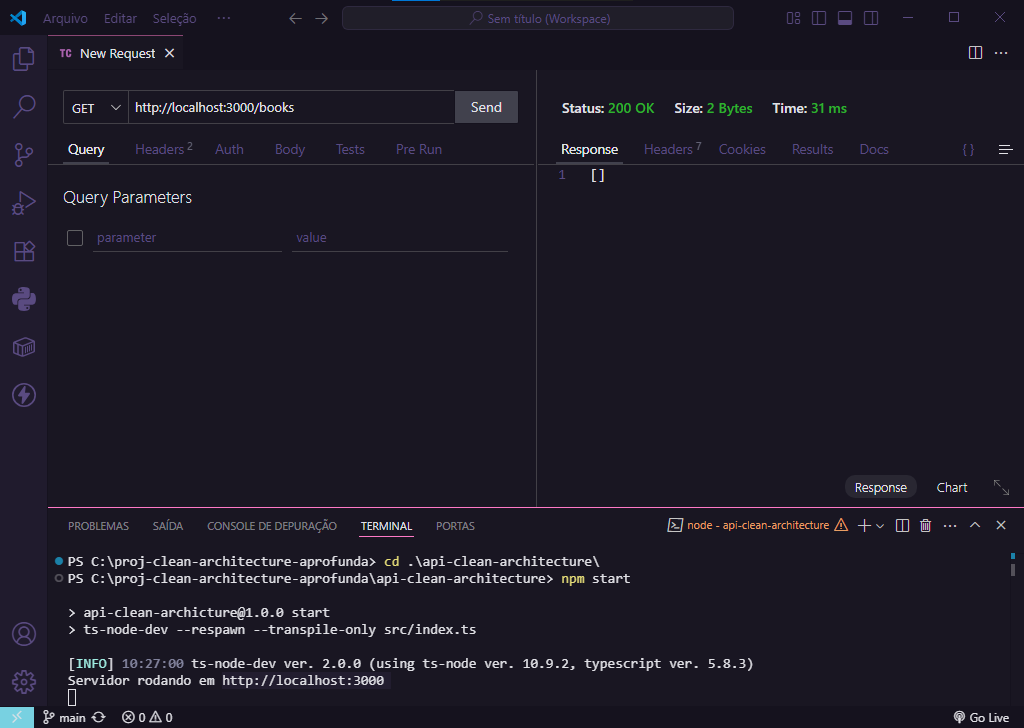 Arquivo Editar Seleção ··· Sem título (Workspace)
TC New Request
GET http://localhost:3000/books Send
Status: 200 OK Size: 2 Bytes Time: 31 ms
Query Headers 2 Auth Body Tests Pre Run
Response Headers 7 Cookies Results Docs { }
1 []
Query Parameters
parameter value
Response Chart
PROBLEMAS SAÍDA CONSOLE DE DEPURAÇÃO TERMINAL PORTAS
node - api-clean-architecture
PS C:\proj-clean-architecture-aprofunda> cd .\api-clean-architecture\
PS C:\proj-clean-architecture-aprofunda\api-clean-architecture> npm start
> api-clean-archicture@1.0.0 start
> ts-node-dev --respawn --transpile-only src/index.ts
[INFO] 10:27:00 ts-node-dev ver. 2.0.0 (using ts-node ver. 10.9.2, typescript ver. 5.8.3)
Servidor rodando em http://localhost:3000
main 0 0 Go Live